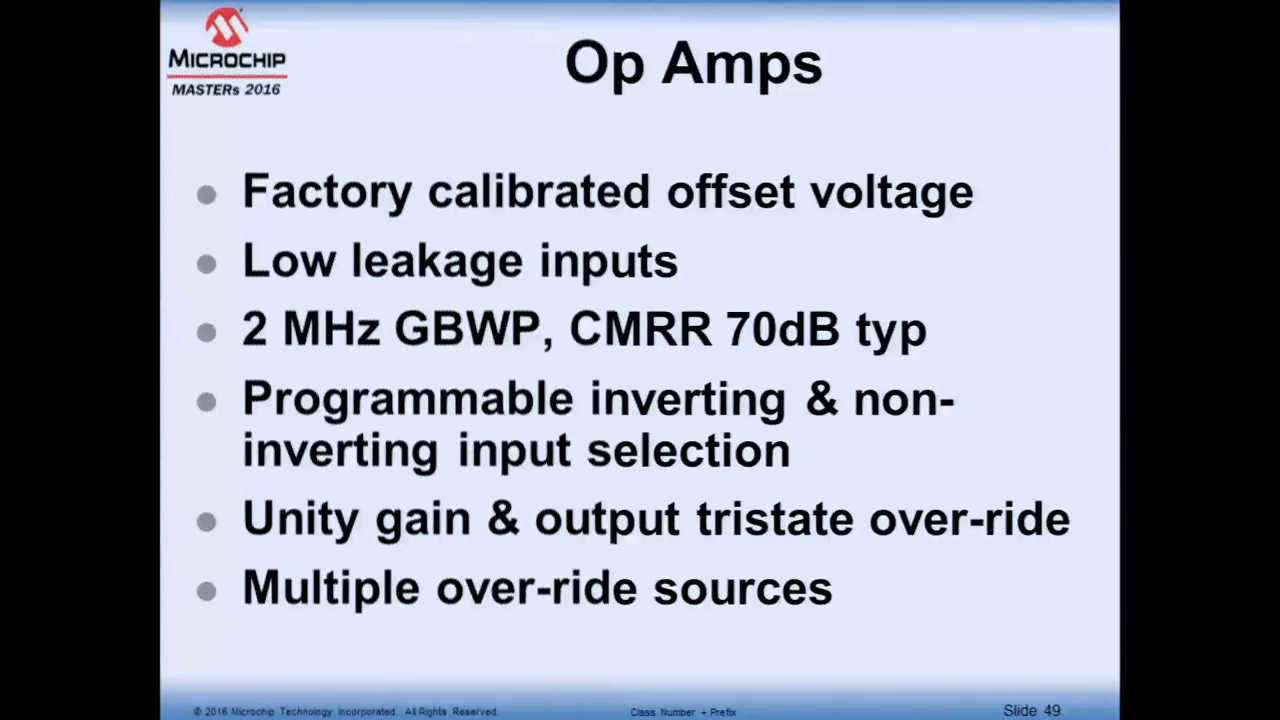 MICROCHIP
MASTERs 2016
Op Amps
Factory calibrated offset voltage
Low leakage inputs
2 MHz GBWP, CMRR 70dB typ
Programmable inverting & non-
inverting input selection
Unity gain & output tristate over-ride
Multiple over-ride sources
© 2016 Microchip Technology Incorporated. All Rights Reserved.
Class Number + Prefix
Slide 49